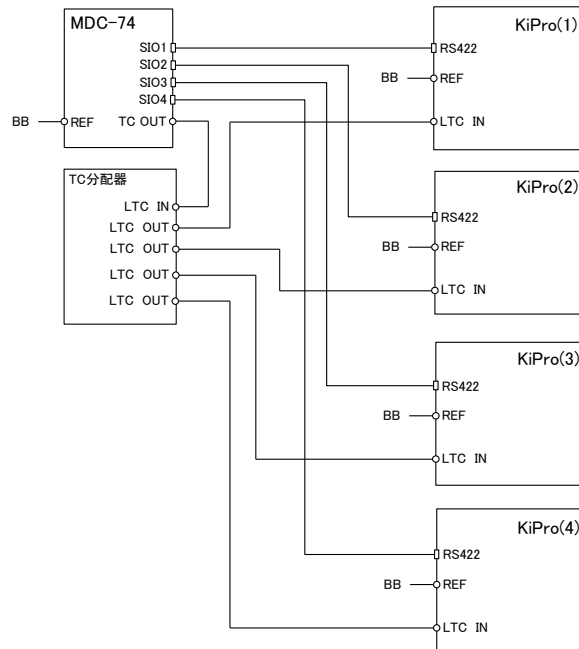 MDC-74
SIO1
SIO2
SIO3
SIO4
BB
REF
TC OUT
TC分配器
LTC IN
LTC OUT
LTC OUT
LTC OUT
LTC OUT
KiPro(1)
RS422
BB
REF
LTC IN
KiPro(2)
RS422
BB
REF
LTC IN
KiPro(3)
RS422
BB
REF
LTC IN
KiPro(4)
RS422
BB
REF
LTC IN